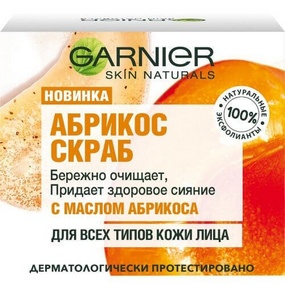 GARNIER
SKIN NATURALS
НОВИНКА
АБРИКОС
СКРАБ
Бережно очищает,
Придает здоровое сияние
С МАСЛОМ АБРИКОСА
ДЛЯ ВСЕХ ТИПОВ КОЖИ ЛИЦА
ДЕРМАТОЛОГИЧЕСКИ ПРОТЕСТИРОВАНО
НАТУРАЛЬНЫЕ
100%
ЭКСФОЛИАНТЫ